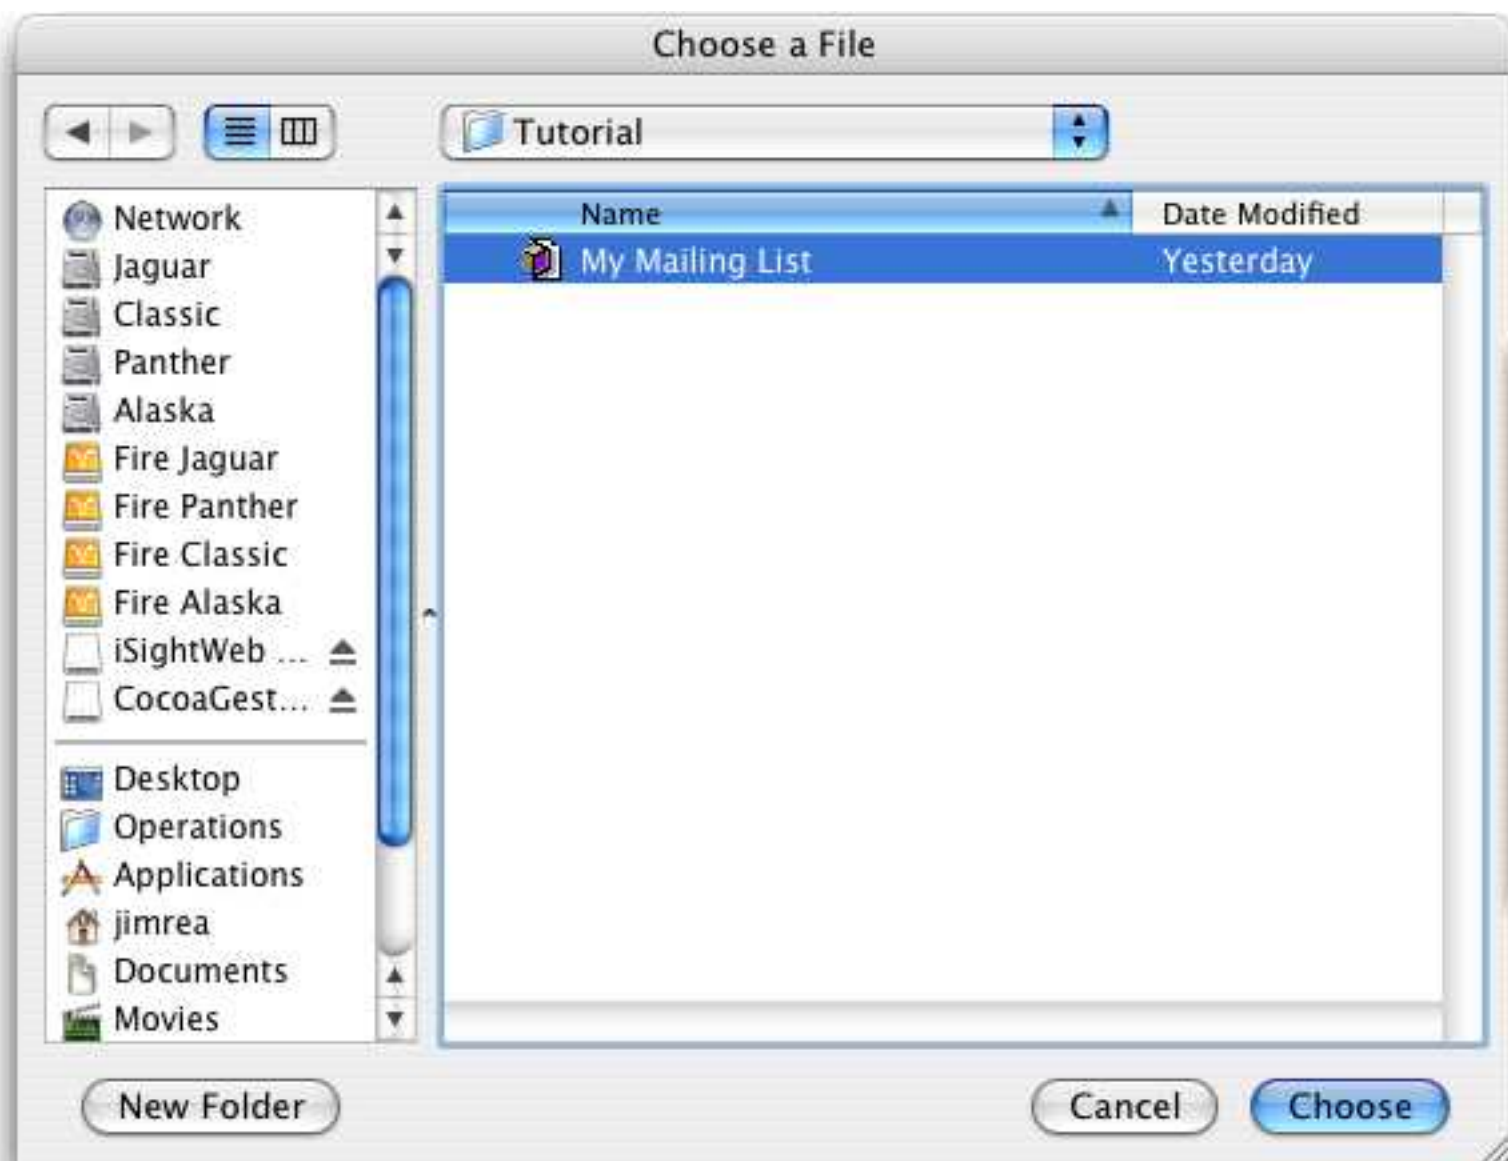 Choose a File
Tutorial
Network
Jaguar
Classic
Panther
Alaska
Fire Jaguar
Fire Panther
Fire Classic
Fire Alaska
iSightWeb ...
CocoaGest...
Desktop
Operations
Applications
jimrea
Documents
Movies
Name Date Modified
My Mailing List Yesterday
New Folder Cancel Choose